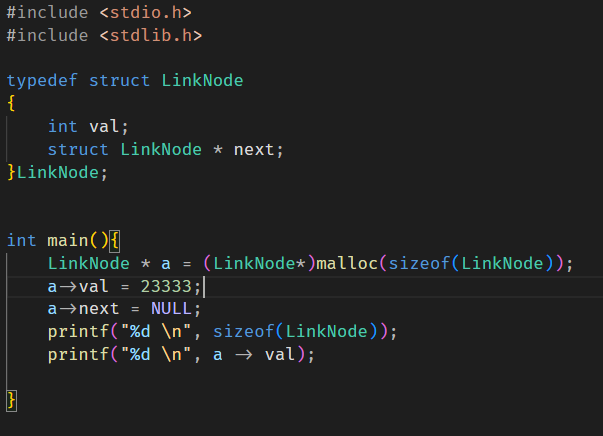 #include <stdio.h>
#include <stdlib.h>
typedef struct LinkNode
{
    int val;
    struct LinkNode * next;
}LinkNode;
int main(){
    LinkNode * a = (LinkNode*)malloc(sizeof(LinkNode));
    a->val = 23333;
    a->next = NULL;
    printf("%d \n", sizeof(LinkNode));
    printf("%d \n", a -> val);
}